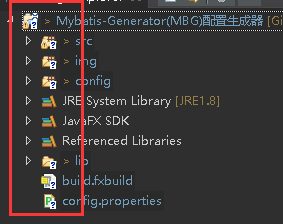 > Mybatis-Generator(MBG)配置生成器 [Gi
> src
> img
> config
JRE System Library [JRE1.8]
JavaFX SDK
Referenced Libraries
> lib
build.fxbuild
config.properties